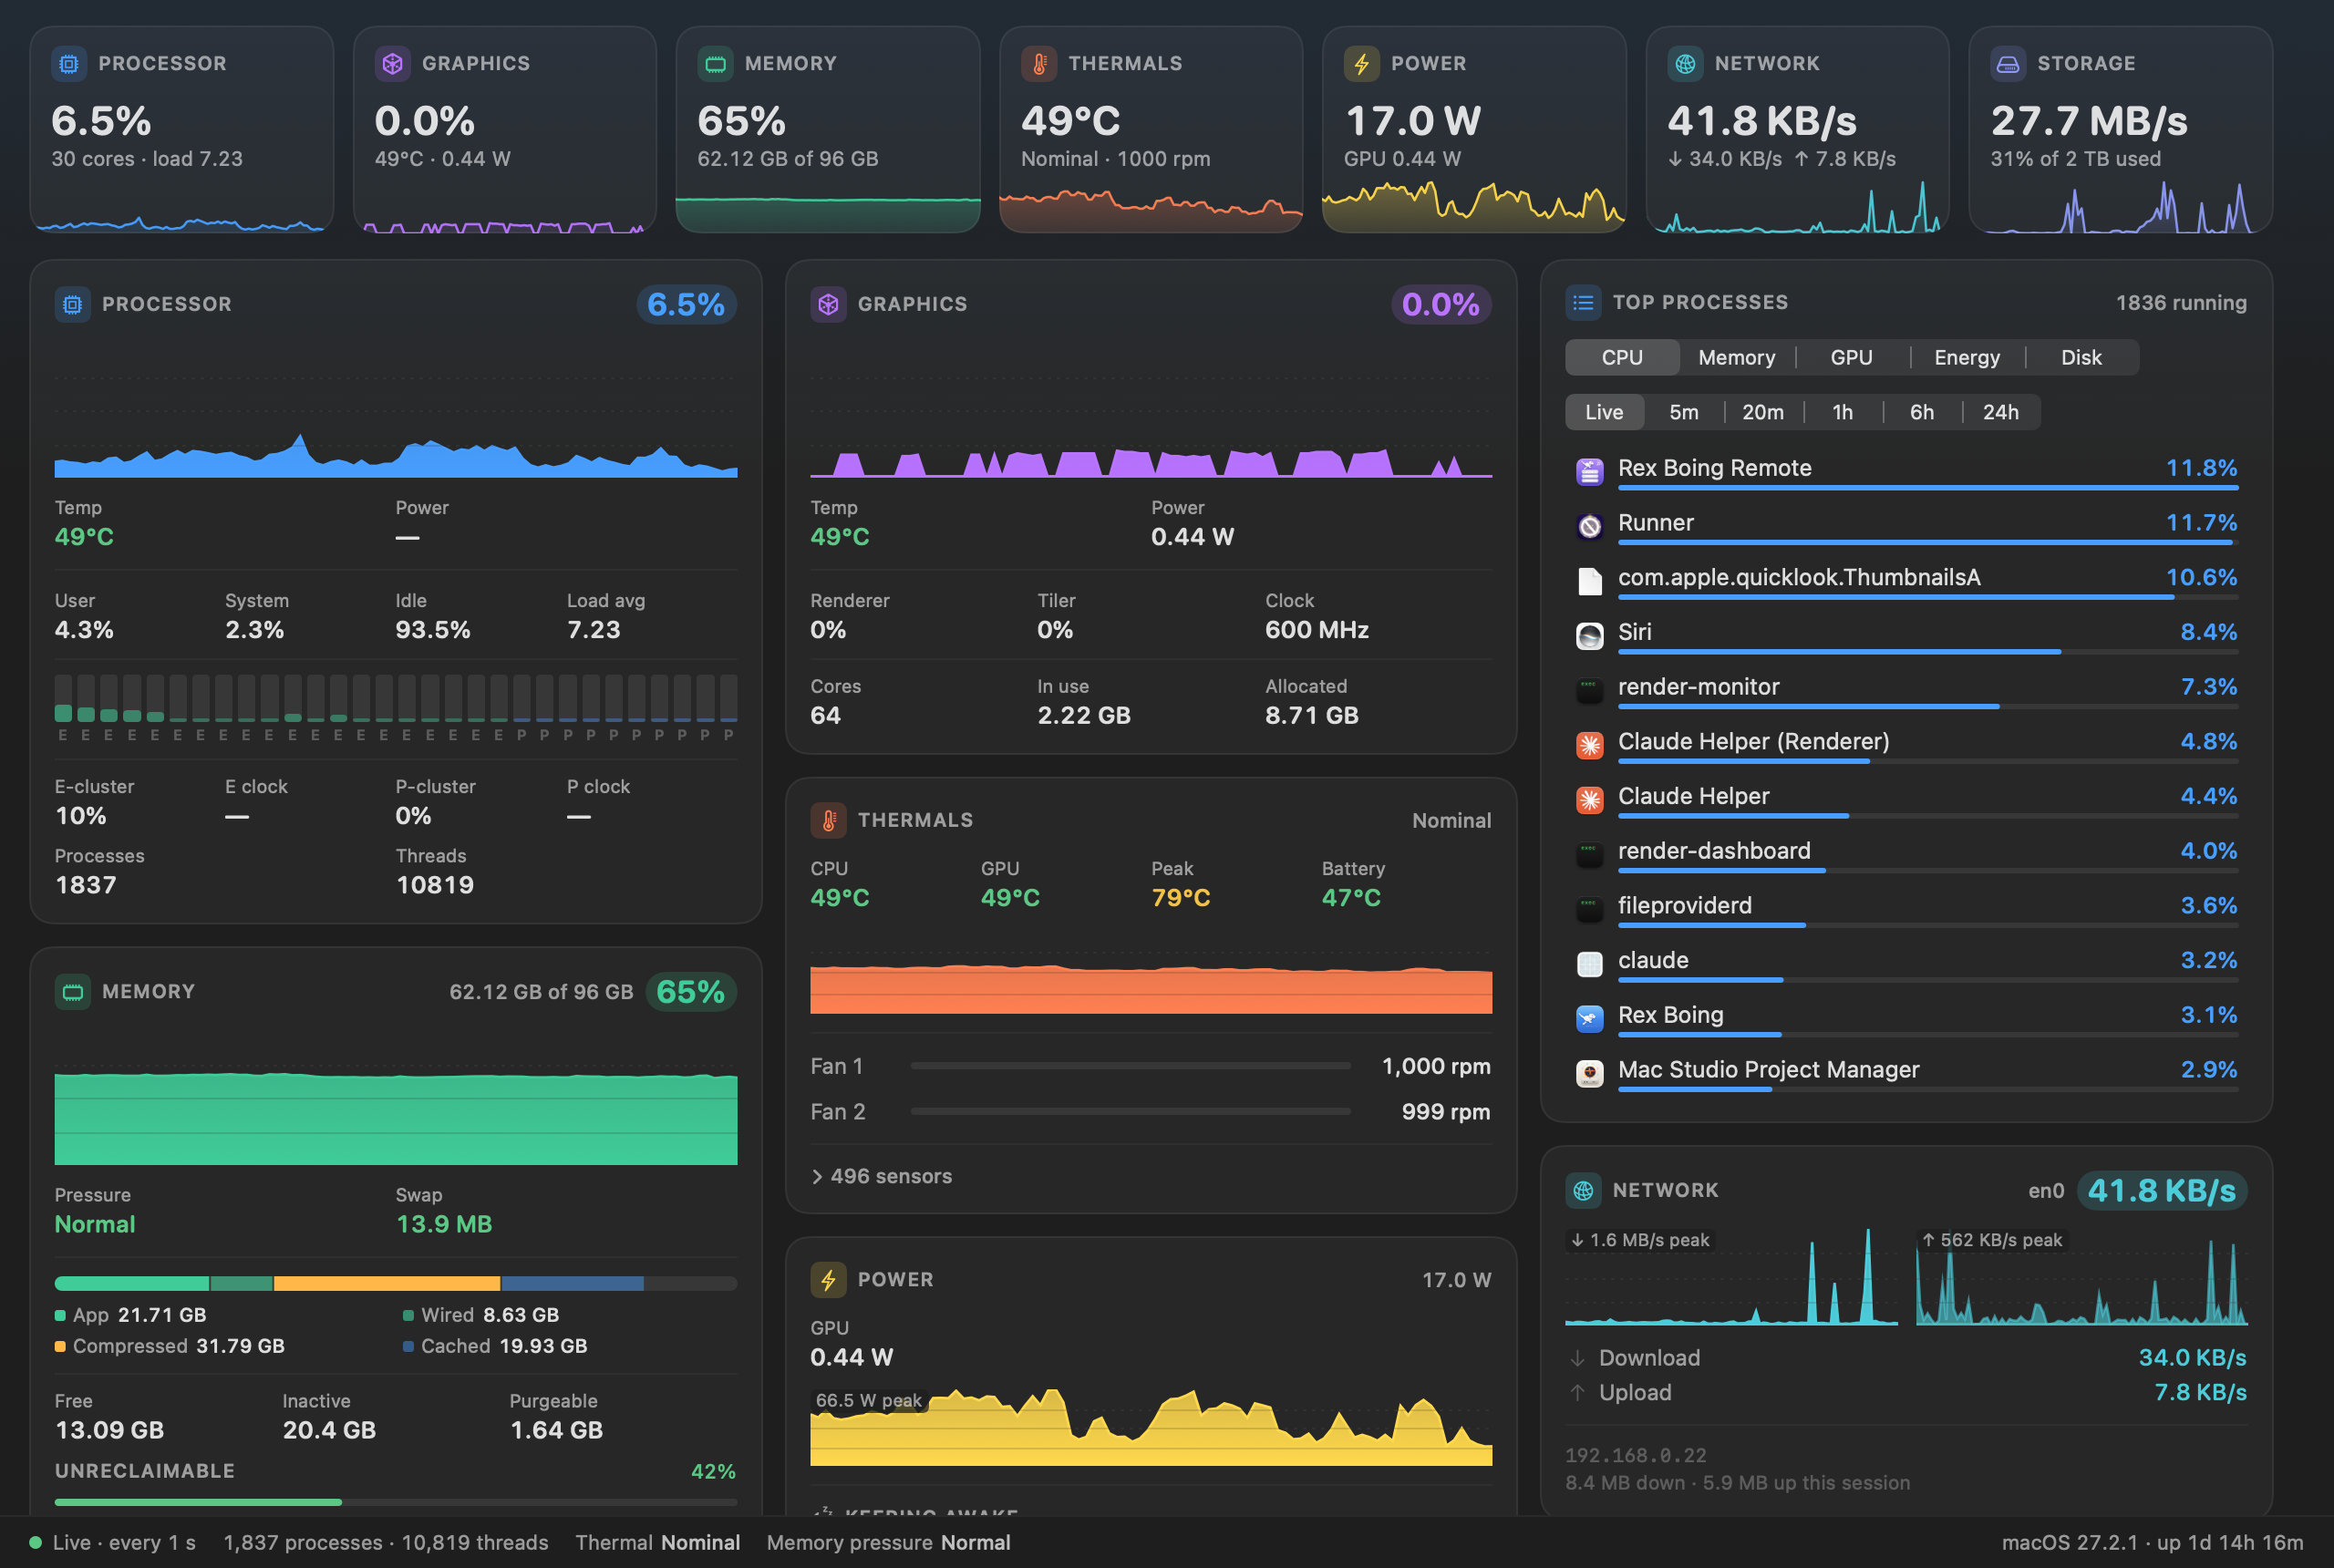 PROCESSOR
6.5%
30 cores · load 7.23
GRAPHICS
0.0%
49°C · 0.44 W
MEMORY
65%
62.12 GB of 96 GB
THERMALS
49°C
Nominal · 1000 rpm
POWER
17.0 W
GPU 0.44 W
NETWORK
41.8 KB/s
↓ 34.0 KB/s ↑ 7.8 KB/s
STORAGE
27.7 MB/s
31% of 2 TB used
PROCESSOR 6.5%
Temp Power
49°C —
User System Idle Load avg
4.3% 2.3% 93.5% 7.23
E E E E E E E E E E E E E E E E E E E E P P P P P P P P P P
E-cluster E clock P-cluster P clock
10% — 0% —
Processes Threads
1837 10819
MEMORY 62.12 GB of 96 GB 65%
Pressure Swap
Normal 13.9 MB
App 21.71 GB Wired 8.63 GB
Compressed 31.79 GB Cached 19.93 GB
Free Inactive Purgeable
13.09 GB 20.4 GB 1.64 GB
UNRECLAIMABLE 42%
GRAPHICS 0.0%
Temp Power
49°C 0.44 W
Renderer Tiler Clock
0% 0% 600 MHz
Cores In use Allocated
64 2.22 GB 8.71 GB
THERMALS Nominal
CPU GPU Peak Battery
49°C 49°C 79°C 47°C
Fan 1 1,000 rpm
Fan 2 999 rpm
496 sensors
POWER 17.0 W
GPU
0.44 W
66.5 W peak
KEEPING AWAKE
TOP PROCESSES 1836 running
CPU Memory GPU Energy Disk
Live 5m 20m 1h 6h 24h
Rex Boing Remote 11.8%
Runner 11.7%
com.apple.quicklook.ThumbnailsA 10.6%
Siri 8.4%
render-monitor 7.3%
Claude Helper (Renderer) 4.8%
Claude Helper 4.4%
render-dashboard 4.0%
fileproviderd 3.6%
claude 3.2%
Rex Boing 3.1%
Mac Studio Project Manager 2.9%
NETWORK en0 41.8 KB/s
↓ 1.6 MB/s peak ↑ 562 KB/s peak
↓ Download 34.0 KB/s
↑ Upload 7.8 KB/s
192.168.0.22
8.4 MB down · 5.9 MB up this session
Live · every 1 s 1,837 processes · 10,819 threads Thermal Nominal Memory pressure Normal macOS 27.2.1 · up 1d 14h 16m